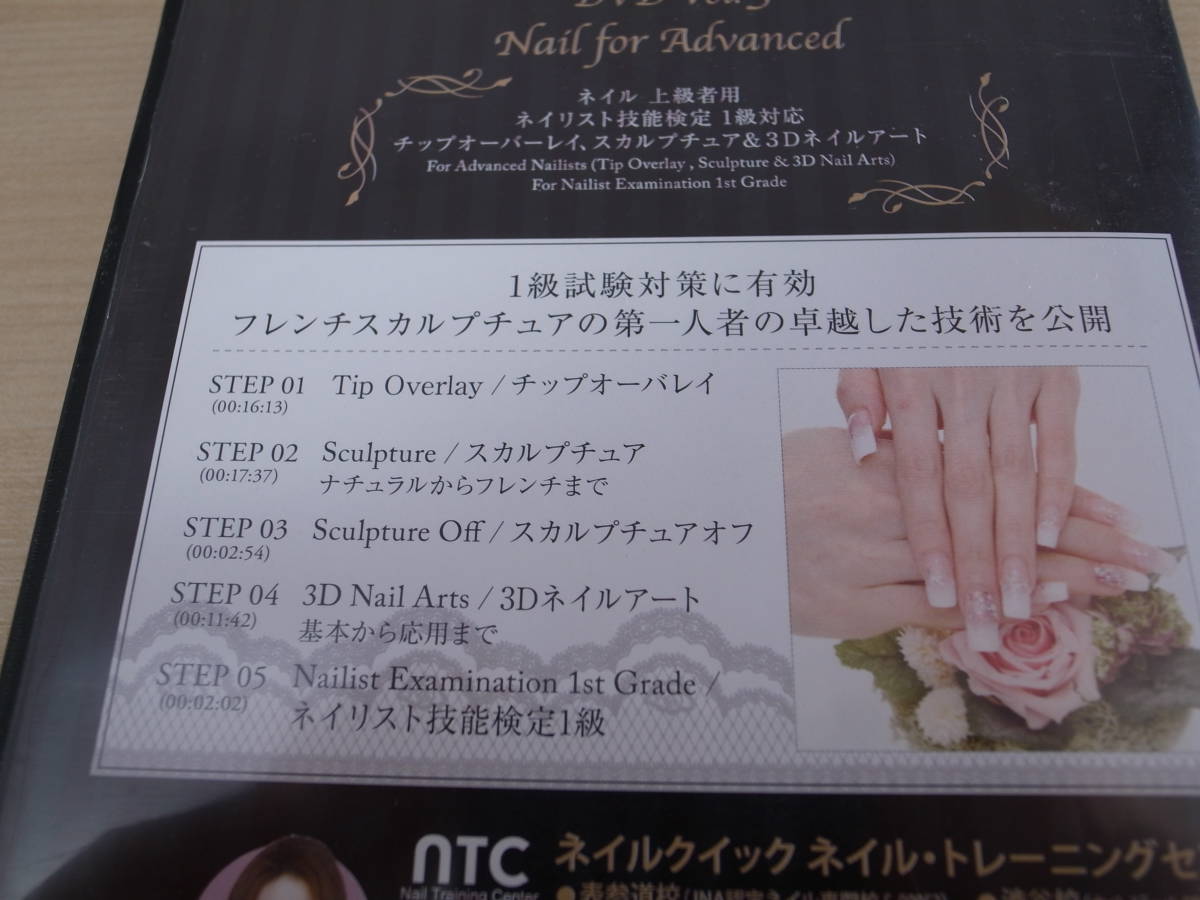 DVD Vol.3
Nail for Advanced
ネイル 上級者用
ネイリスト技能検定 1級対応
チップオーバーレイ、スカルプチュア&3Dネイルアート
For Advanced Nailists (Tip Overlay , Sculpture & 3D Nail Arts)
For Nailist Examination 1st Grade
1級試験対策に有効
フレンチスカルプチュアの第一人者の卓越した技術を公開
STEP 01 Tip Overlay / チップオーバレイ
(00:16:13)
STEP 02 Sculpture / スカルプチュア
(00:17:37) ナチュラルからフレンチまで
STEP 03 Sculpture Off / スカルプチュアオフ
(00:02:54)
STEP 04 3D Nail Arts / 3Dネイルアート
(00:11:42) 基本から応用まで
STEP 05 Nailist Examination 1st Grade /
(00:02:02) ネイリスト技能検定1級
NTC ネイルクイック ネイル・トレーニングセ
Nail Training Center
●表参道校